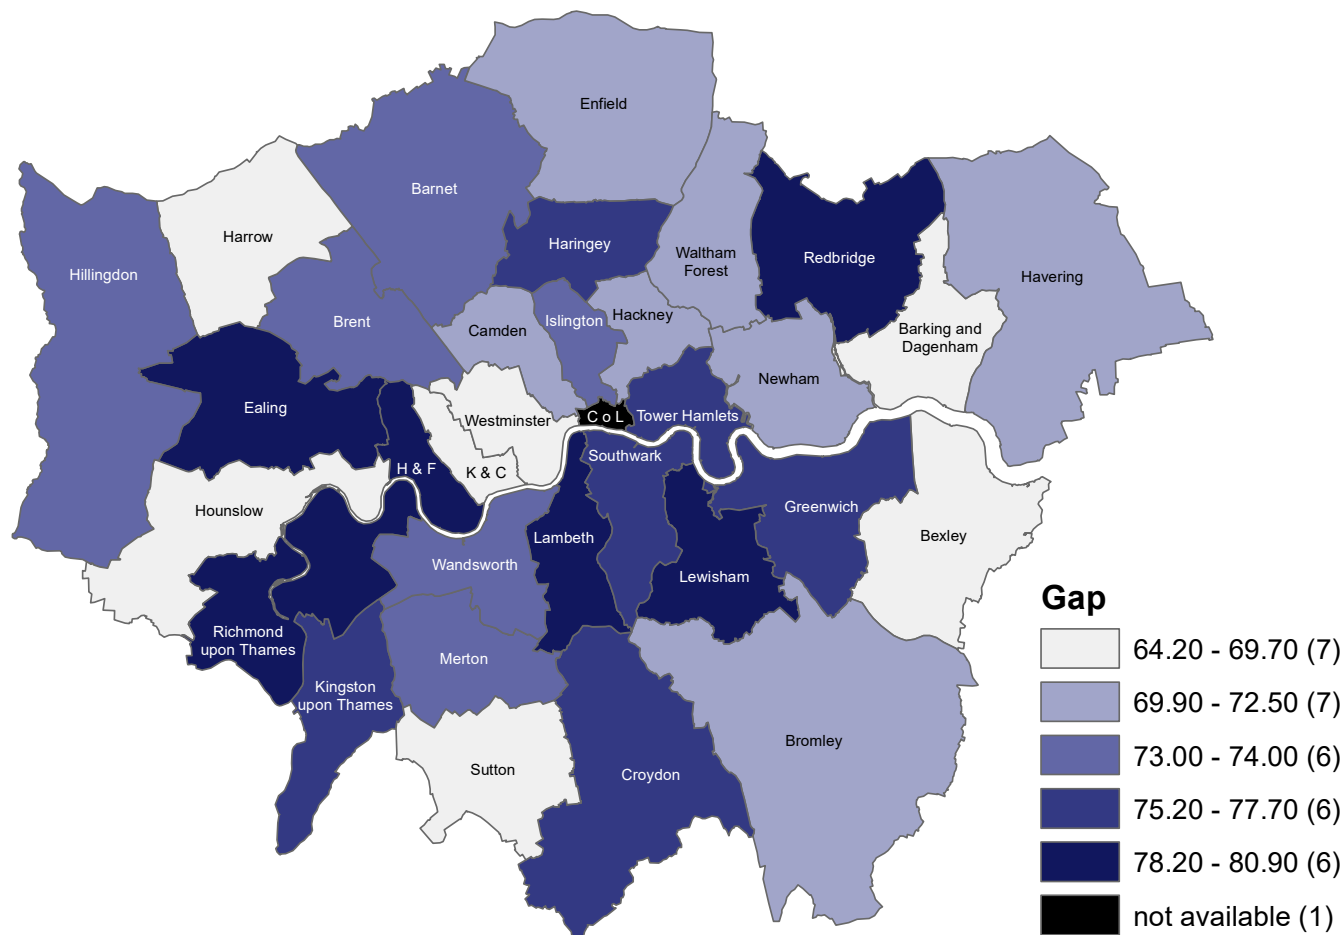 Enfield
Barnet
Harrow
Haringey
Waltham
Forest
Redbridge
Hillingdon
Havering
Brent
Camden
Islington
Hackney
Barking and
Dagenham
Newham
Ealing
Westminster
C o L
Tower Hamlets
H & F
K & C
Southwark
Hounslow
Greenwich
Lambeth
Bexley
Wandsworth
Lewisham
Richmond
upon Thames
Merton
Kingston
upon Thames
Bromley
Sutton
Croydon
Gap
64.20 - 69.70 (7)
69.90 - 72.50 (7)
73.00 - 74.00 (6)
75.20 - 77.70 (6)
78.20 - 80.90 (6)
not available (1)